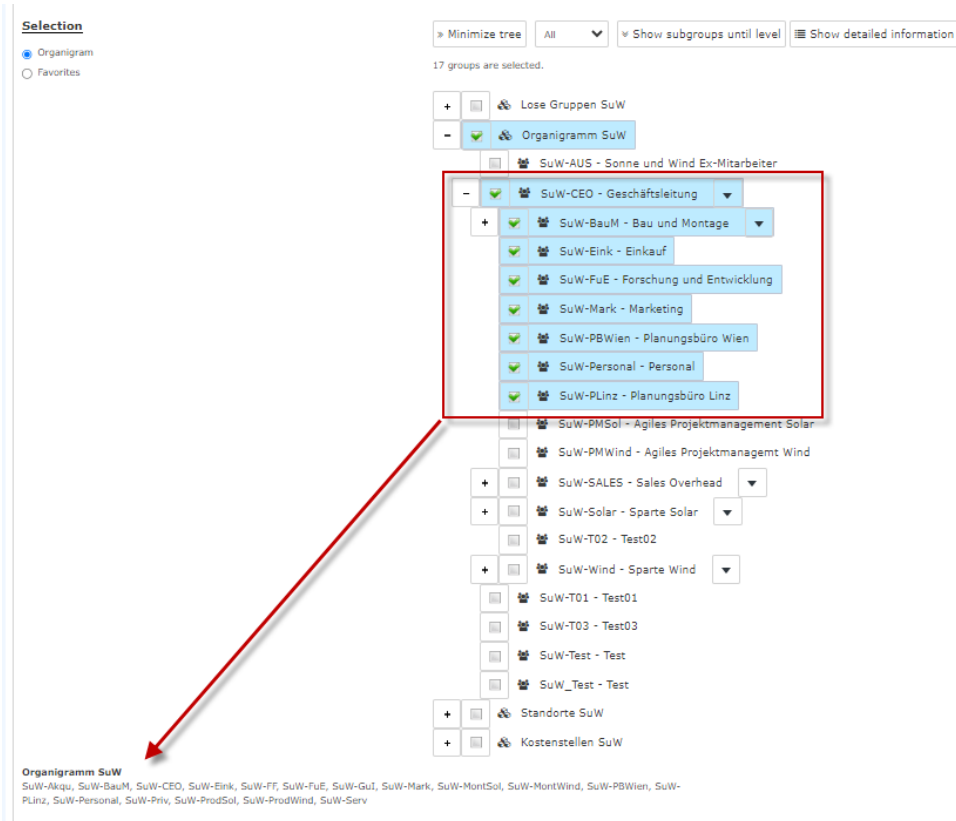 Selection
Organigram
Favorites
» Minimize tree
All
Show subgroups until level
Show detailed information
17 groups are selected.
+ Lose Gruppen SuW
- Organigramm SuW
SuW-AUS - Sonne und Wind Ex-Mitarbeiter
- SuW-CEO - Geschäftsleitung
+ SuW-BauM - Bau und Montage
SuW-Eink - Einkauf
SuW-FuE - Forschung und Entwicklung
SuW-Mark - Marketing
SuW-PBWien - Planungsbüro Wien
SuW-Personal - Personal
SuW-PLinz - Planungsbüro Linz
SuW-PMSol - Agiles Projektmanagement Solar
SuW-PMWind - Agiles Projektmanagemt Wind
+ SuW-SALES - Sales Overhead
+ SuW-Solar - Sparte Solar
SuW-T02 - Test02
+ SuW-Wind - Sparte Wind
SuW-T01 - Test01
SuW-T03 - Test03
SuW-Test - Test
SuW_Test - Test
+ Standorte SuW
+ Kostenstellen SuW
Organigramm SuW
SuW-Akqu, SuW-BauM, SuW-CEO, SuW-Eink, SuW-FF, SuW-FuE, SuW-GuI, SuW-Mark, SuW-MontSol, SuW-MontWind, SuW-PBWien, SuW-
PLinz, SuW-Personal, SuW-Priv, SuW-ProdSol, SuW-ProdWind, SuW-Serv